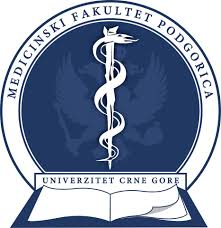 MEDICINSKI FAKULTET PODGORICA
UNIVERZITET CRNE GORE